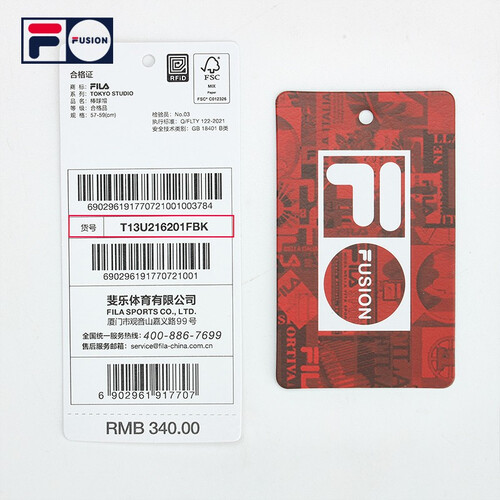 FUSION
RFID
FSC
MIX
Paper
FSC® C012326
合格证
商 标: FILA
系 列: TOKYO STUDIO
品 名: 棒球帽
等 级: 合格品
规 格: 57-59(cm)
检验员: No.03
执行标准: Q/FLTY 122-2021
安全技术类别: GB 18401 B类
690296191770721001003784
货号 T13U216201FBK
690296191770721001
斐乐体育有限公司
FILA SPORTS CO., LTD.
厦门市观音山嘉义路99号
全国统一服务热线: 400-886-7699
售后服务邮箱: service@fila-china.com.cn
6 902961 917707
RMB 340.00
FILA
FUSION